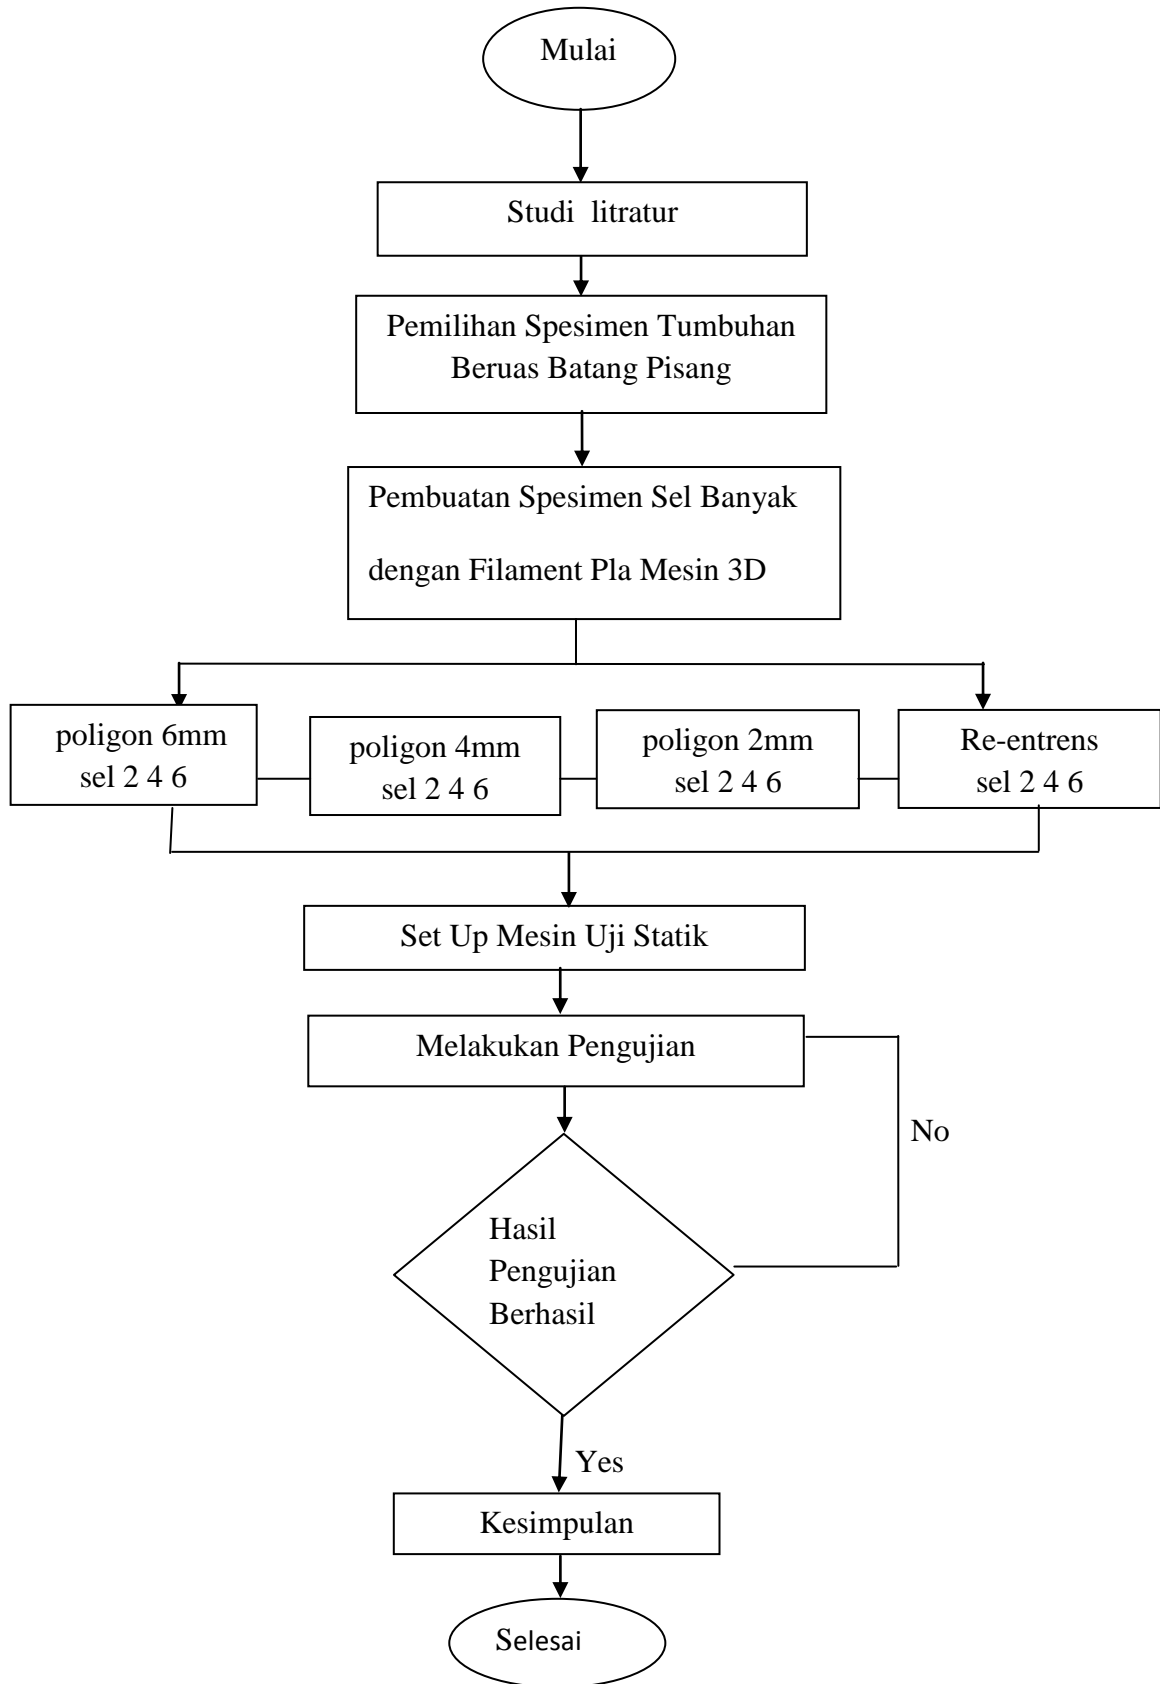 Mulai
Studi litratur
Pemilihan Spesimen Tumbuhan
Beruas Batang Pisang
Pembuatan Spesimen Sel Banyak
dengan Filament Pla Mesin 3D
poligon 6mm
sel 2 4 6
poligon 4mm
sel 2 4 6
poligon 2mm
sel 2 4 6
Re-entrens
sel 2 4 6
Set Up Mesin Uji Statik
Melakukan Pengujian
No
Hasil
Pengujian
Berhasil
Yes
Kesimpulan
Selesai